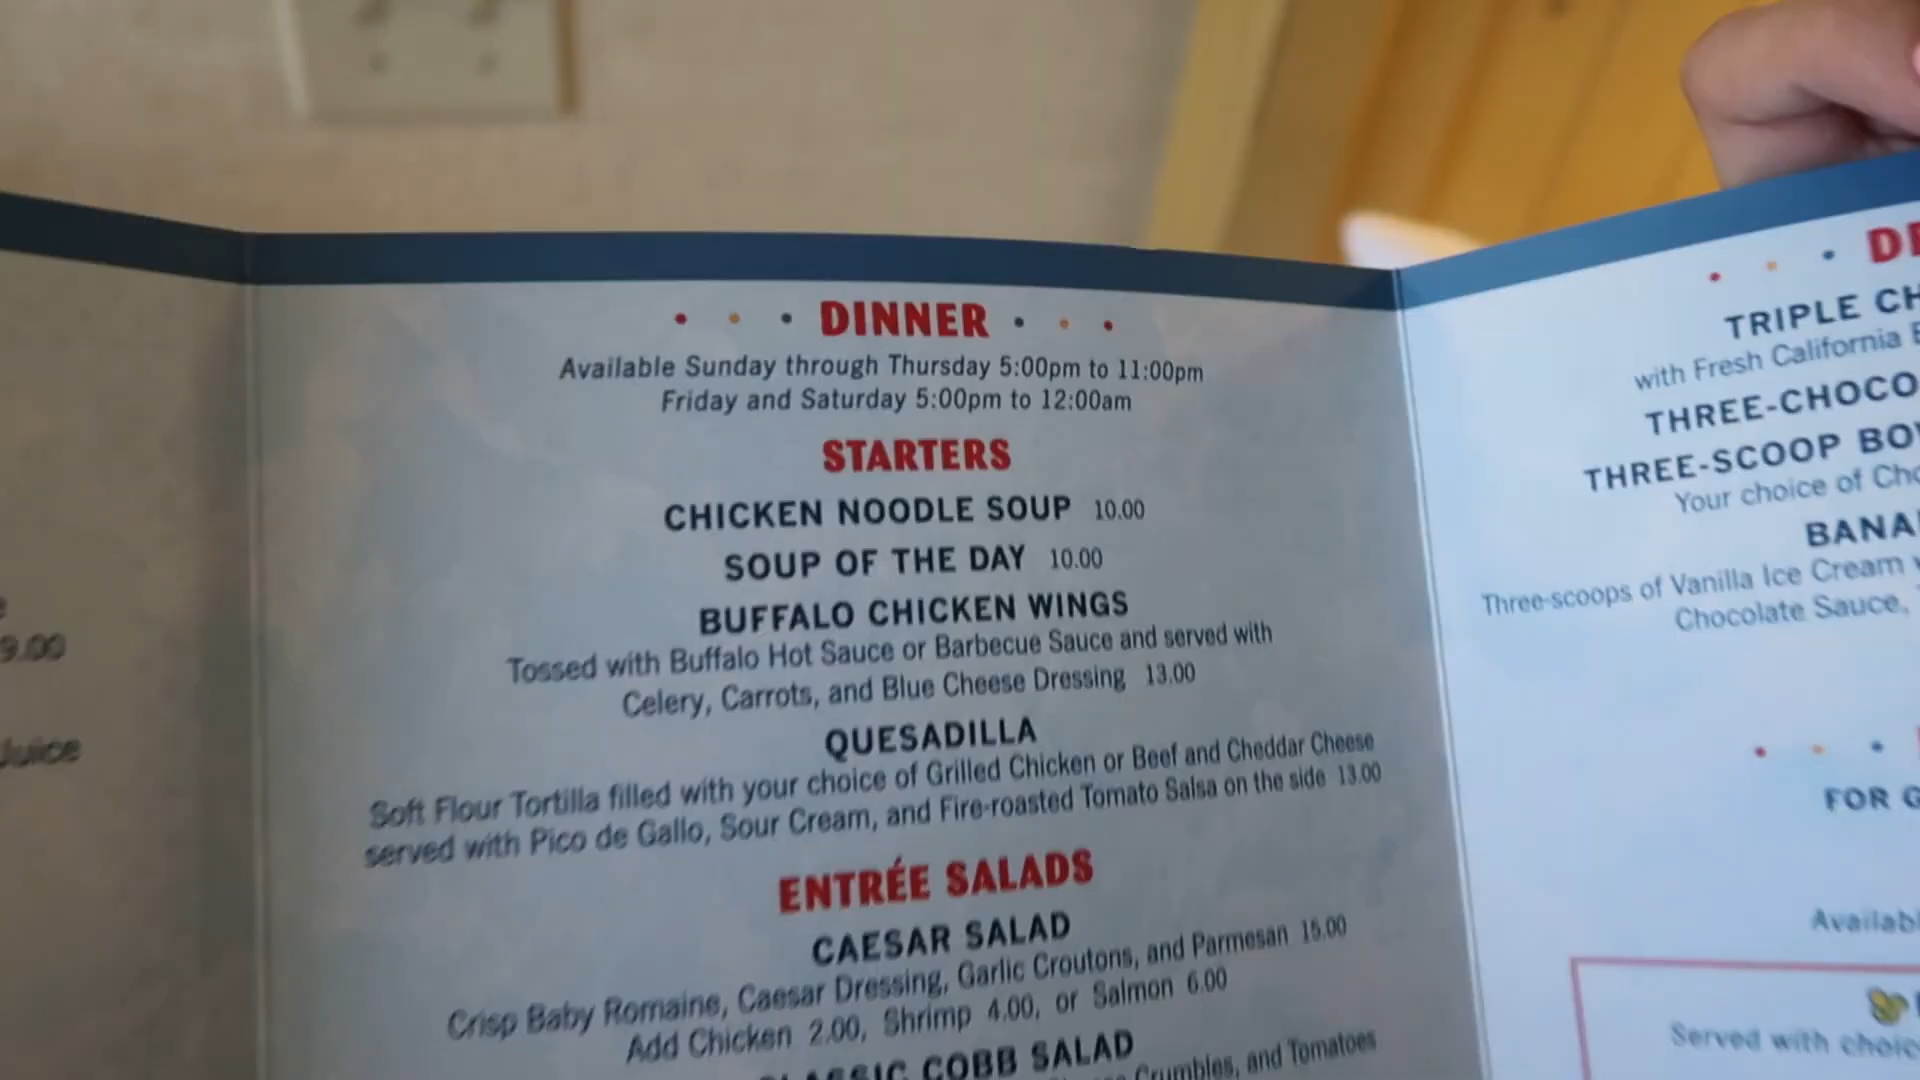 9.00
Juice
DINNER
Available Sunday through Thursday 5:00pm to 11:00pm
Friday and Saturday 5:00pm to 12:00am
STARTERS
CHICKEN NOODLE SOUP 10.00
SOUP OF THE DAY 10.00
BUFFALO CHICKEN WINGS
Tossed with Buffalo Hot Sauce or Barbecue Sauce and served with
Celery, Carrots, and Blue Cheese Dressing 13.00
QUESADILLA
Soft Flour Tortilla filled with your choice of Grilled Chicken or Beef and Cheddar Cheese
served with Pico de Gallo, Sour Cream, and Fire-roasted Tomato Salsa on the side 13.00
ENTRÉE SALADS
CAESAR SALAD
Crisp Baby Romaine, Caesar Dressing, Garlic Croutons, and Parmesan 15.00
Add Chicken 2.00, Shrimp 4.00, or Salmon 6.00
COBB SALAD
Crumbles, and Tomatoes
TRIPLE
with Fresh California
THREE-SCOOP
Your choice of
Three-scoops of Vanilla Ice Cream
Chocolate Sauce,
FOR
Served with